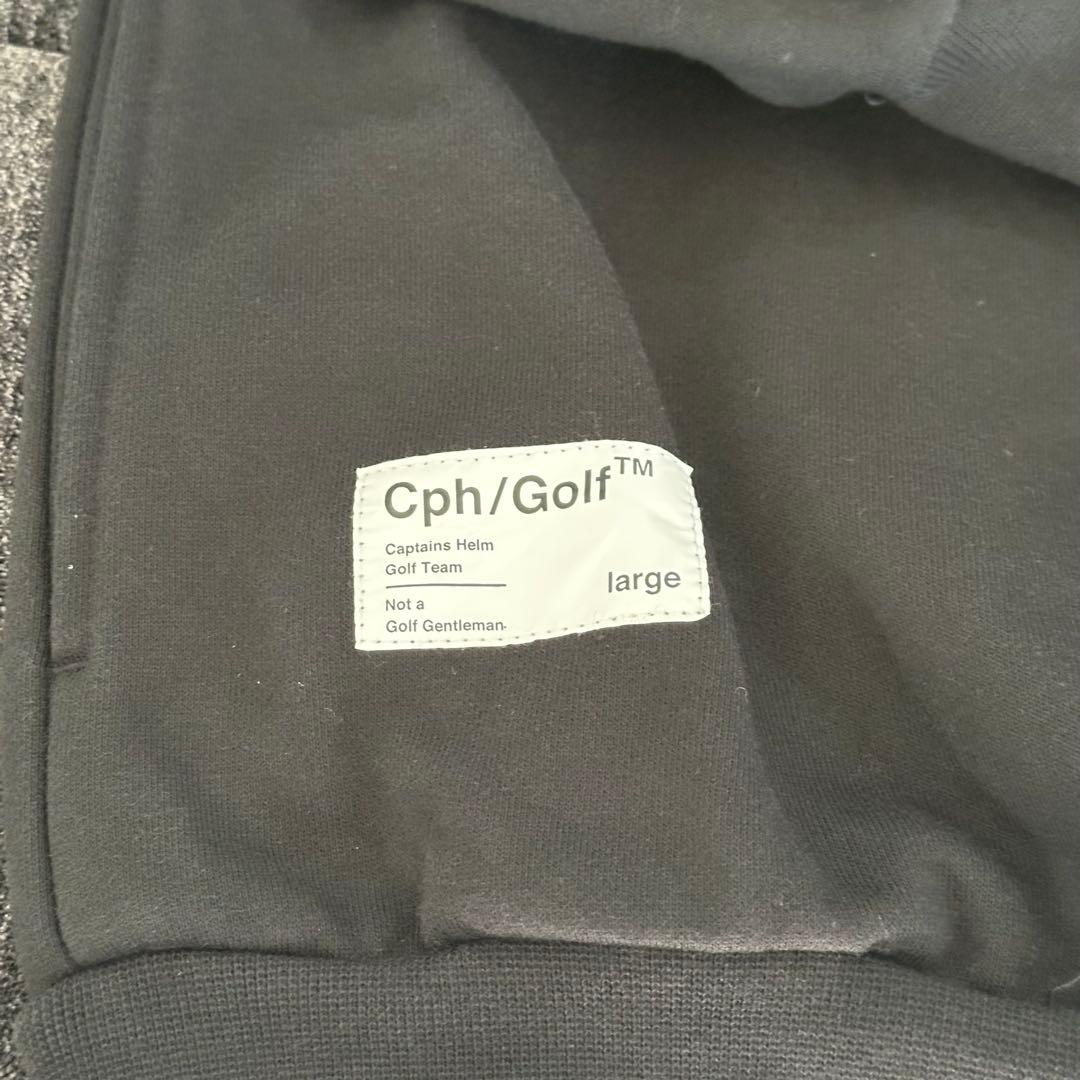 Cph/Golf™
Captains Helm
Golf Team
large
Not a
Golf Gentleman.